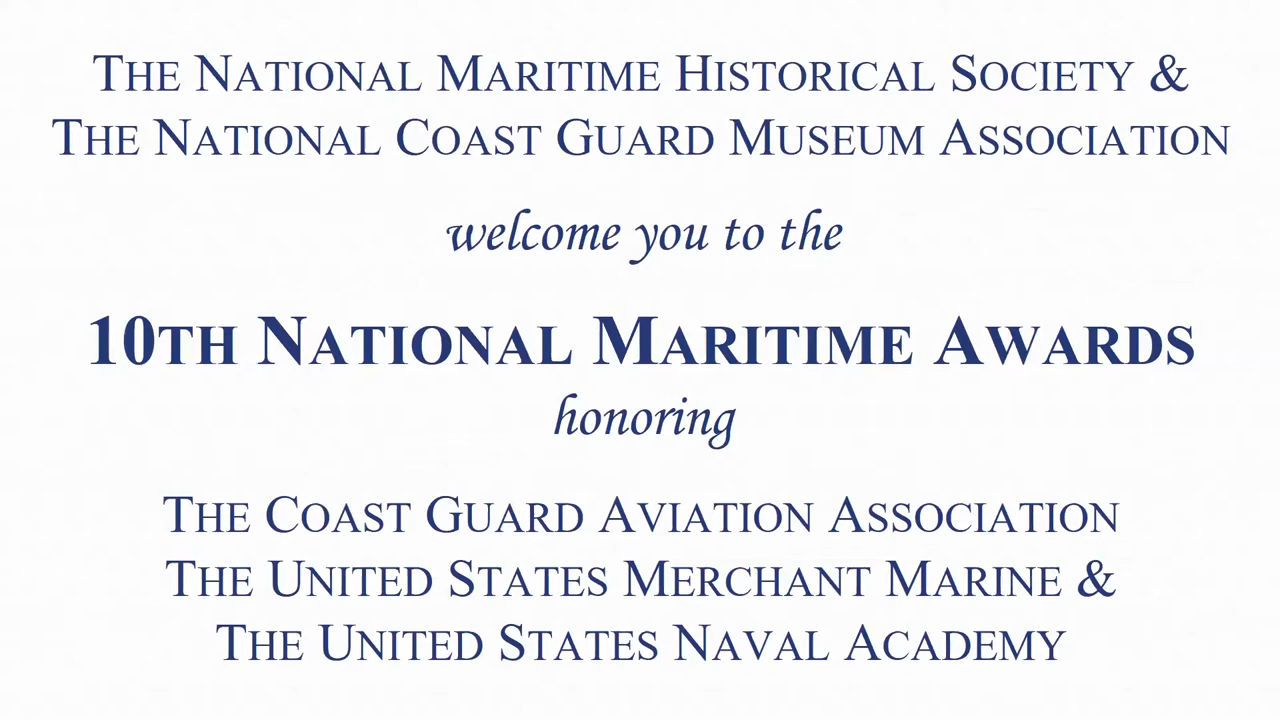 The National Maritime Historical Society &
The National Coast Guard Museum Association
welcome you to the
10th National Maritime Awards
honoring
The Coast Guard Aviation Association
The United States Merchant Marine &
The United States Naval Academy